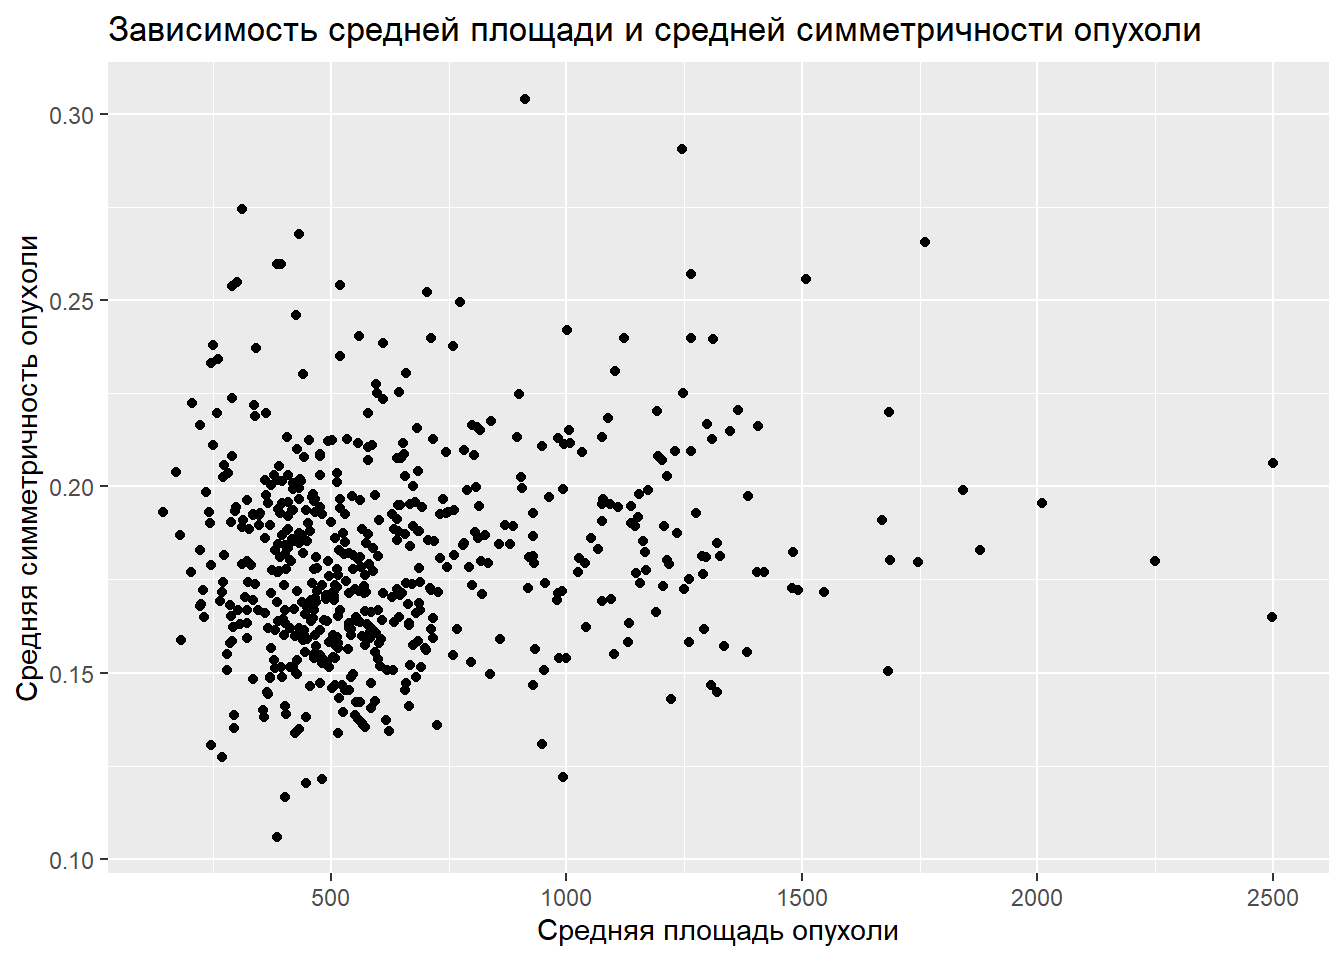 Зависимость средней площади и средней симметричности опухоли
0.30
0.25
0.20
0.15
0.10
Средняя симметричность опухоли
500 1000 1500 2000 2500
Средняя площадь опухоли